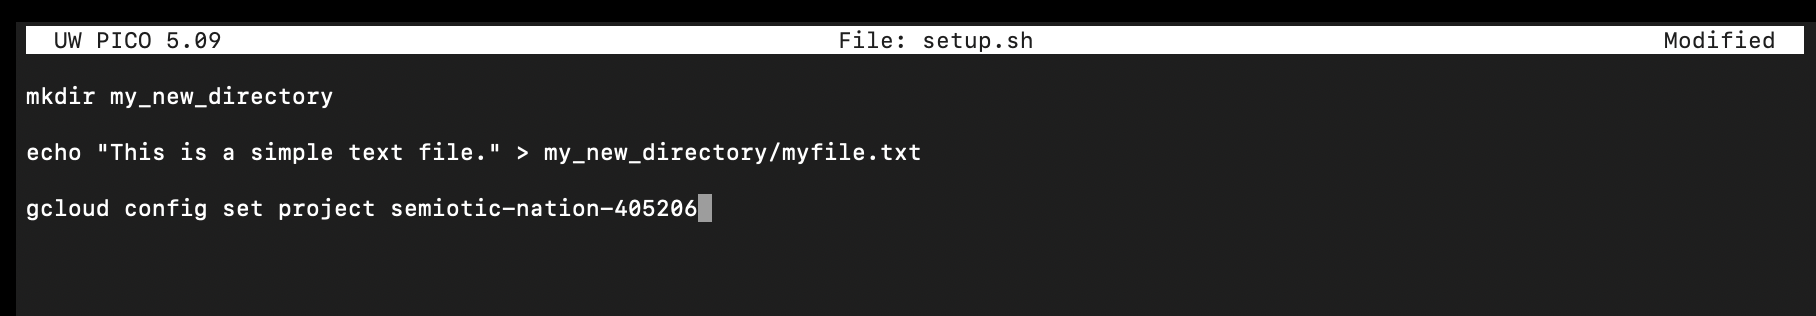 UW PICO 5.09 File: setup.sh Modified
mkdir my_new_directory
echo "This is a simple text file." > my_new_directory/myfile.txt
gcloud config set project semiotic-nation-405206